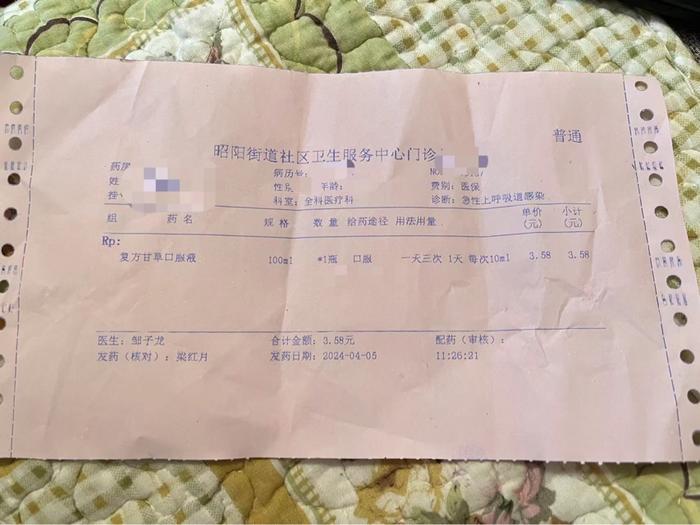 昭阳街道社区卫生服务中心门诊
普通
药房
病历号:
NO:
姓
性别
年龄:
费别: 医保
科室: 全科医疗科
诊断: 急性上呼吸道感染
组 药名 规格 数量 给药途径 用法用量 单价(元) 小计(元)
Rp:
复方甘草口服液 100ml *1瓶 口服 一天三次 1天 每次10ml 3.58 3.58
医生: 邹子龙 合计金额: 3.58元 配药(审核):
发药(核对): 梁红月 发药日期: 2024-04-05 11:26:21